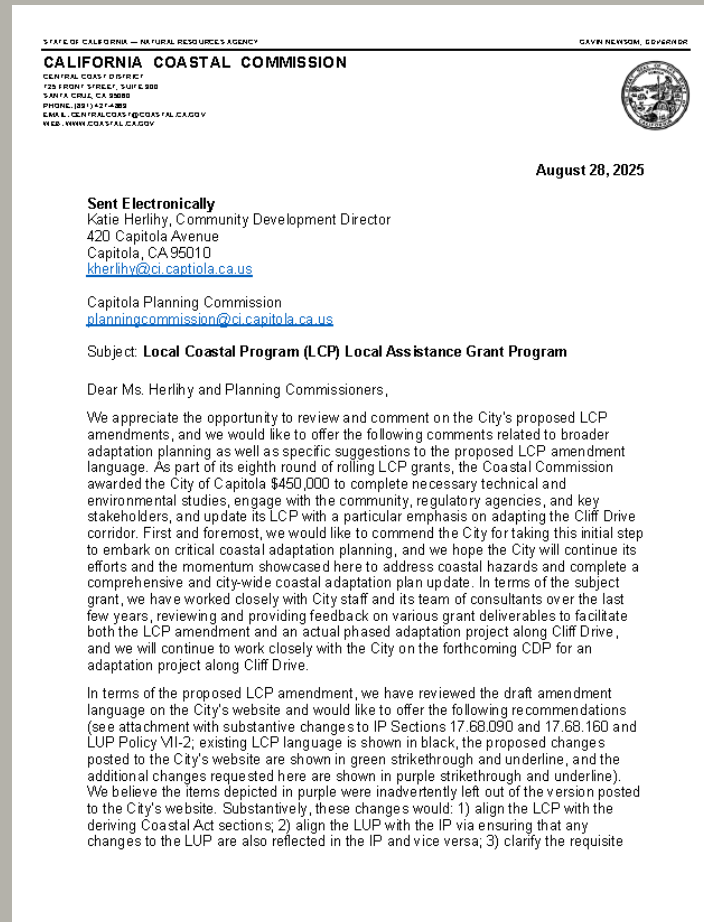 STATE OF CALIFORNIA — NATURAL RESOURCES AGENCY
GAVIN NEWSOM, GOVERNOR
CALIFORNIA COASTAL COMMISSION
CENTRAL COAST DISTRICT
725 FRONT STREET, SUITE 300
SANTA CRUZ, CA 95060
PHONE: (831) 427-4863
EMAIL: CENTRALCOAST@COASTAL.CA.GOV
WEB: WWW.COASTAL.CA.GOV
August 28, 2025
Sent Electronically
Katie Herlihy, Community Development Director
420 Capitola Avenue
Capitola, CA 95010
kherlihy@ci.captiola.ca.us
Capitola Planning Commission
planningcommission@ci.capitola.ca.us
Subject: Local Coastal Program (LCP) Local Assistance Grant Program
Dear Ms. Herlihy and Planning Commissioners,
We appreciate the opportunity to review and comment on the City's proposed LCP
amendments, and we would like to offer the following comments related to broader
adaptation planning as well as specific suggestions to the proposed LCP amendment
language. As part of its eighth round of rolling LCP grants, the Coastal Commission
awarded the City of Capitola $450,000 to complete necessary technical and
environmental studies, engage with the community, regulatory agencies, and key
stakeholders, and update its LCP with a particular emphasis on adapting the Cliff Drive
corridor. First and foremost, we would like to commend the City for taking this initial step
to embark on critical coastal adaptation planning, and we hope the City will continue its
efforts and the momentum showcased here to address coastal hazards and complete a
comprehensive and city-wide coastal adaptation plan update. In terms of the subject
grant, we have worked closely with City staff and its team of consultants over the last
few years, reviewing and providing feedback on various grant deliverables to facilitate
both the LCP amendment and an actual phased adaptation project along Cliff Drive,
and we will continue to work closely with the City on the forthcoming CDP for an
adaptation project along Cliff Drive.
In terms of the proposed LCP amendment, we have reviewed the draft amendment
language on the City's website and would like to offer the following recommendations
(see attachment with substantive changes to IP Sections 17.68.090 and 17.68.160 and
LUP Policy VII-2; existing LCP language is shown in black, the proposed changes
posted to the City's website are shown in green strikethrough and underline, and the
additional changes requested here are shown in purple strikethrough and underline).
We believe the items depicted in purple were inadvertently left out of the version posted
to the City's website. Substantively, these changes would: 1) align the LCP with the
deriving Coastal Act sections; 2) align the LUP with the IP via ensuring that any
changes to the LUP are also reflected in the IP and vice versa; 3) clarify the requisite